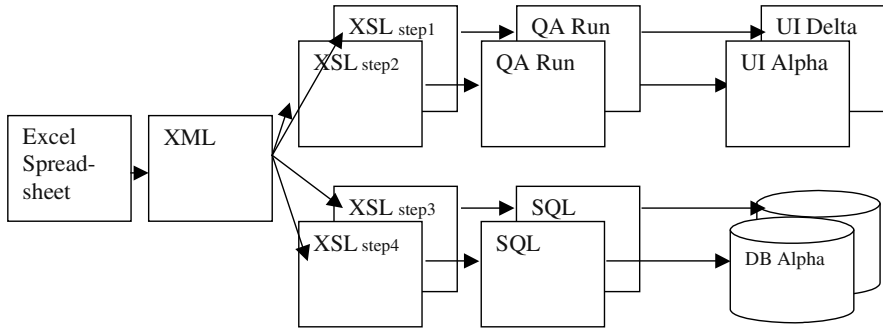 XSL step1
QA Run
UI Delta
XSL step2
QA Run
UI Alpha
Excel
Spread-
sheet
XML
XSL step3
SQL
XSL step4
SQL
DB Alpha